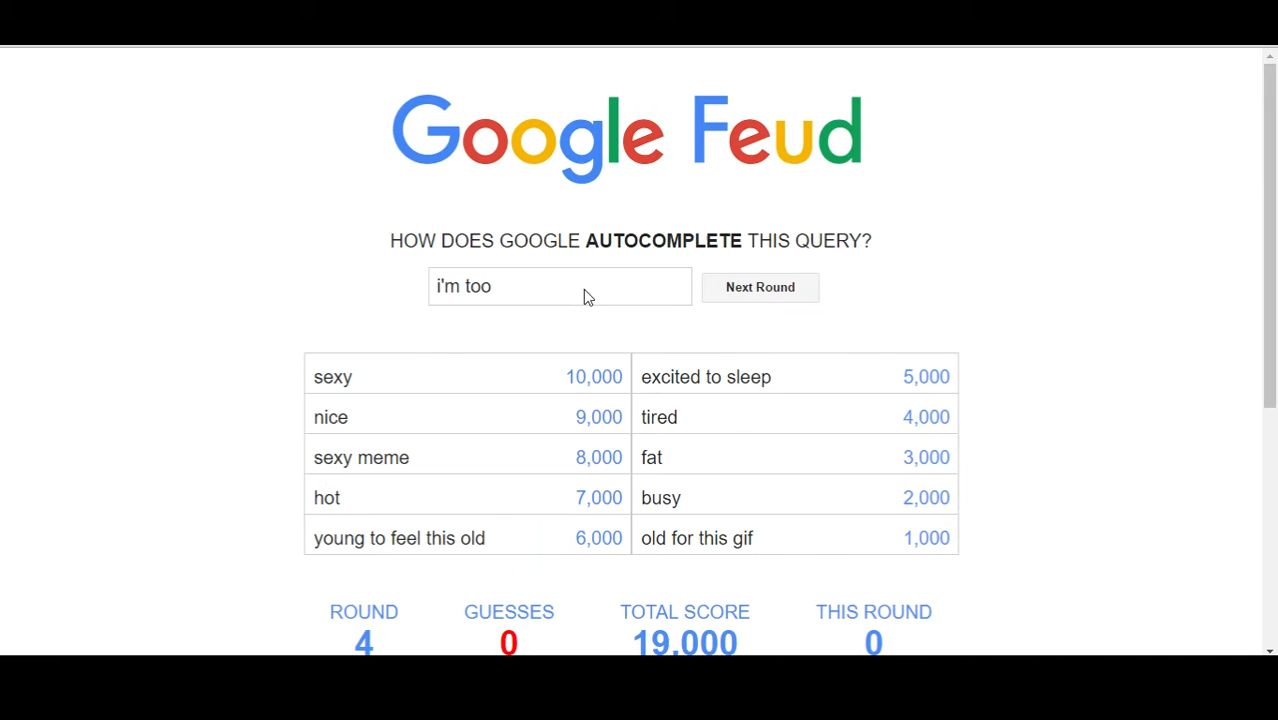 Google Feud
HOW DOES GOOGLE AUTOCOMPLETE THIS QUERY?
i'm too
Next Round
sexy 10,000 excited to sleep 5,000
nice 9,000 tired 4,000
sexy meme 8,000 fat 3,000
hot 7,000 busy 2,000
young to feel this old 6,000 old for this gif 1,000
ROUND GUESSES TOTAL SCORE THIS ROUND
4 0 19,000 0